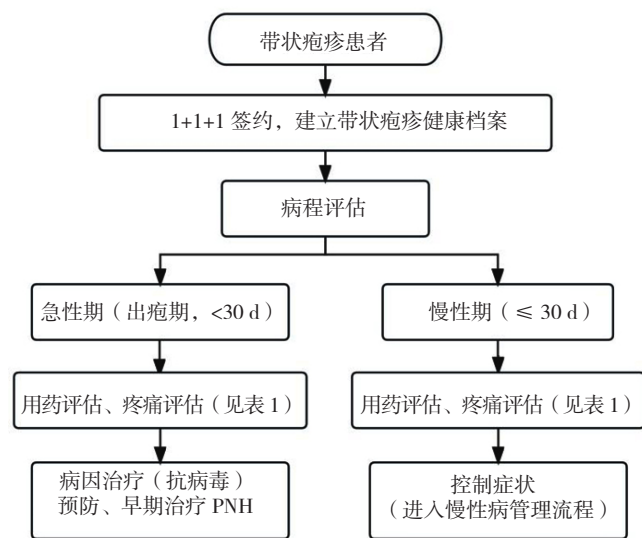 带状疱疹患者
1+1+1 签约，建立带状疱疹健康档案
病程评估
急性期（出疱期，<30 d）
慢性期（≤ 30 d）
用药评估、疼痛评估（见表 1）
用药评估、疼痛评估（见表 1）
病因治疗（抗病毒）
预防、早期治疗 PNH
控制症状
（进入慢性病管理流程）